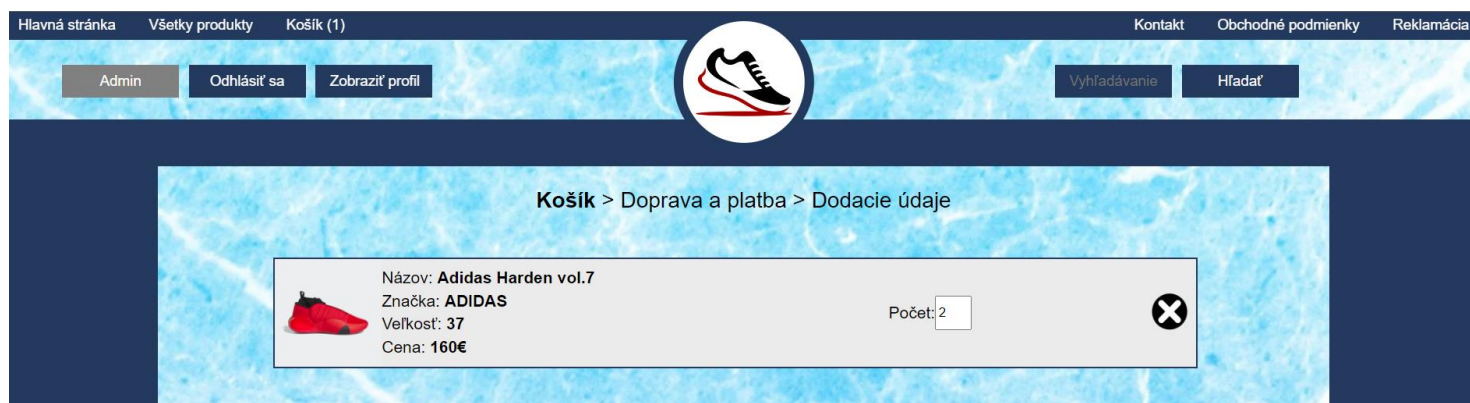 Hlavná stránka Všetky produkty Košík (1) Kontakt Obchodné podmienky Reklamácia
Admin Odhlásiť sa Zobraziť profil Vyhľadávanie Hľadať
Košík > Doprava a platba > Dodacie údaje
Názov: Adidas Harden vol.7
Značka: ADIDAS
Veľkosť: 37
Cena: 160€
Počet: 2